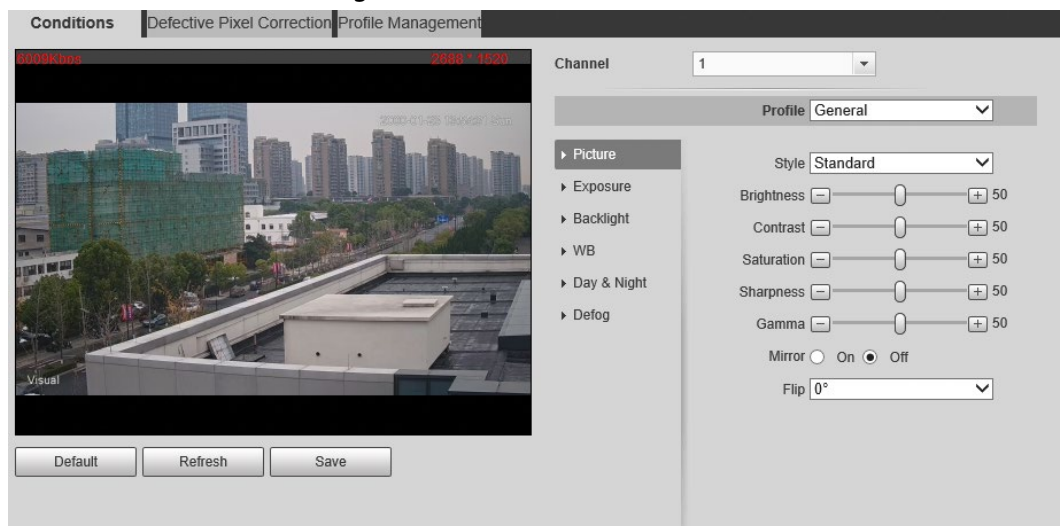 Conditions
Defective Pixel Correction
Profile Management
6009Kbps
2688 * 1520
Visual
Default
Refresh
Save
Channel 1
Profile General
Picture
Exposure
Backlight
WB
Day & Night
Defog
Style Standard
Brightness 50
Contrast 50
Saturation 50
Sharpness 50
Gamma 50
Mirror On Off
Flip 0°